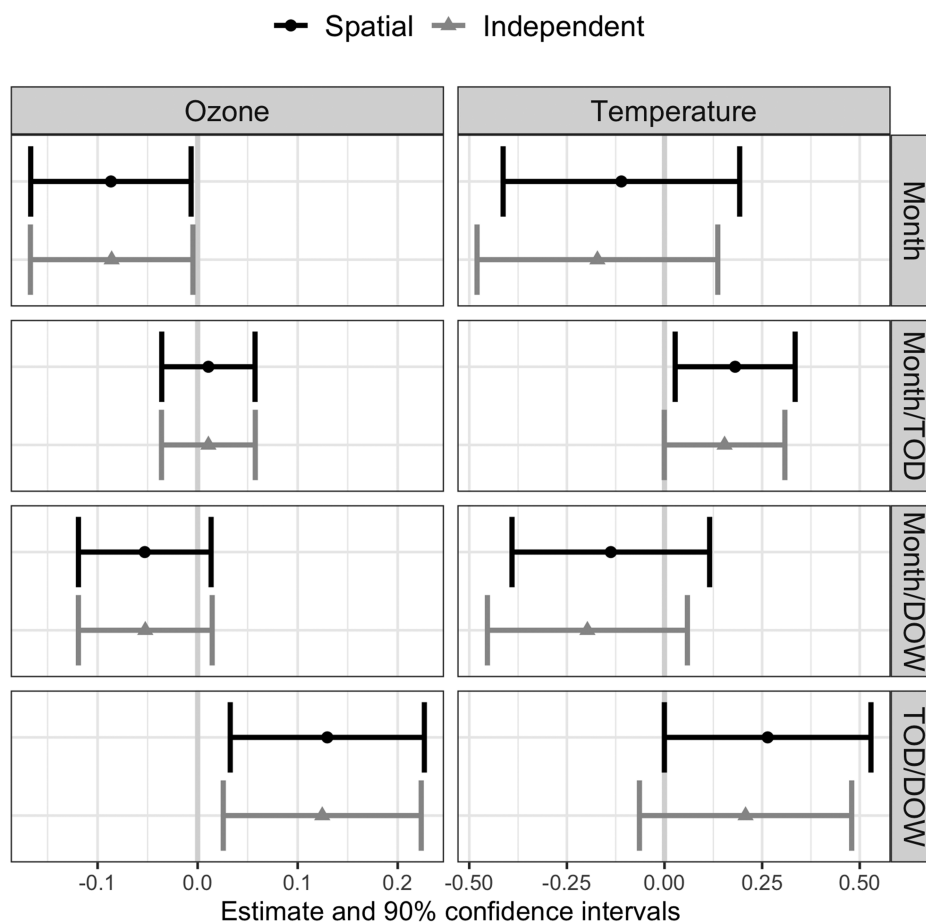 Spatial Independent
Ozone Temperature
Month
Month/TOD
Month/DOW
TOD/DOW
-0.1 0.0 0.1 0.2 -0.50 -0.25 0.00 0.25 0.50
Estimate and 90% confidence intervals